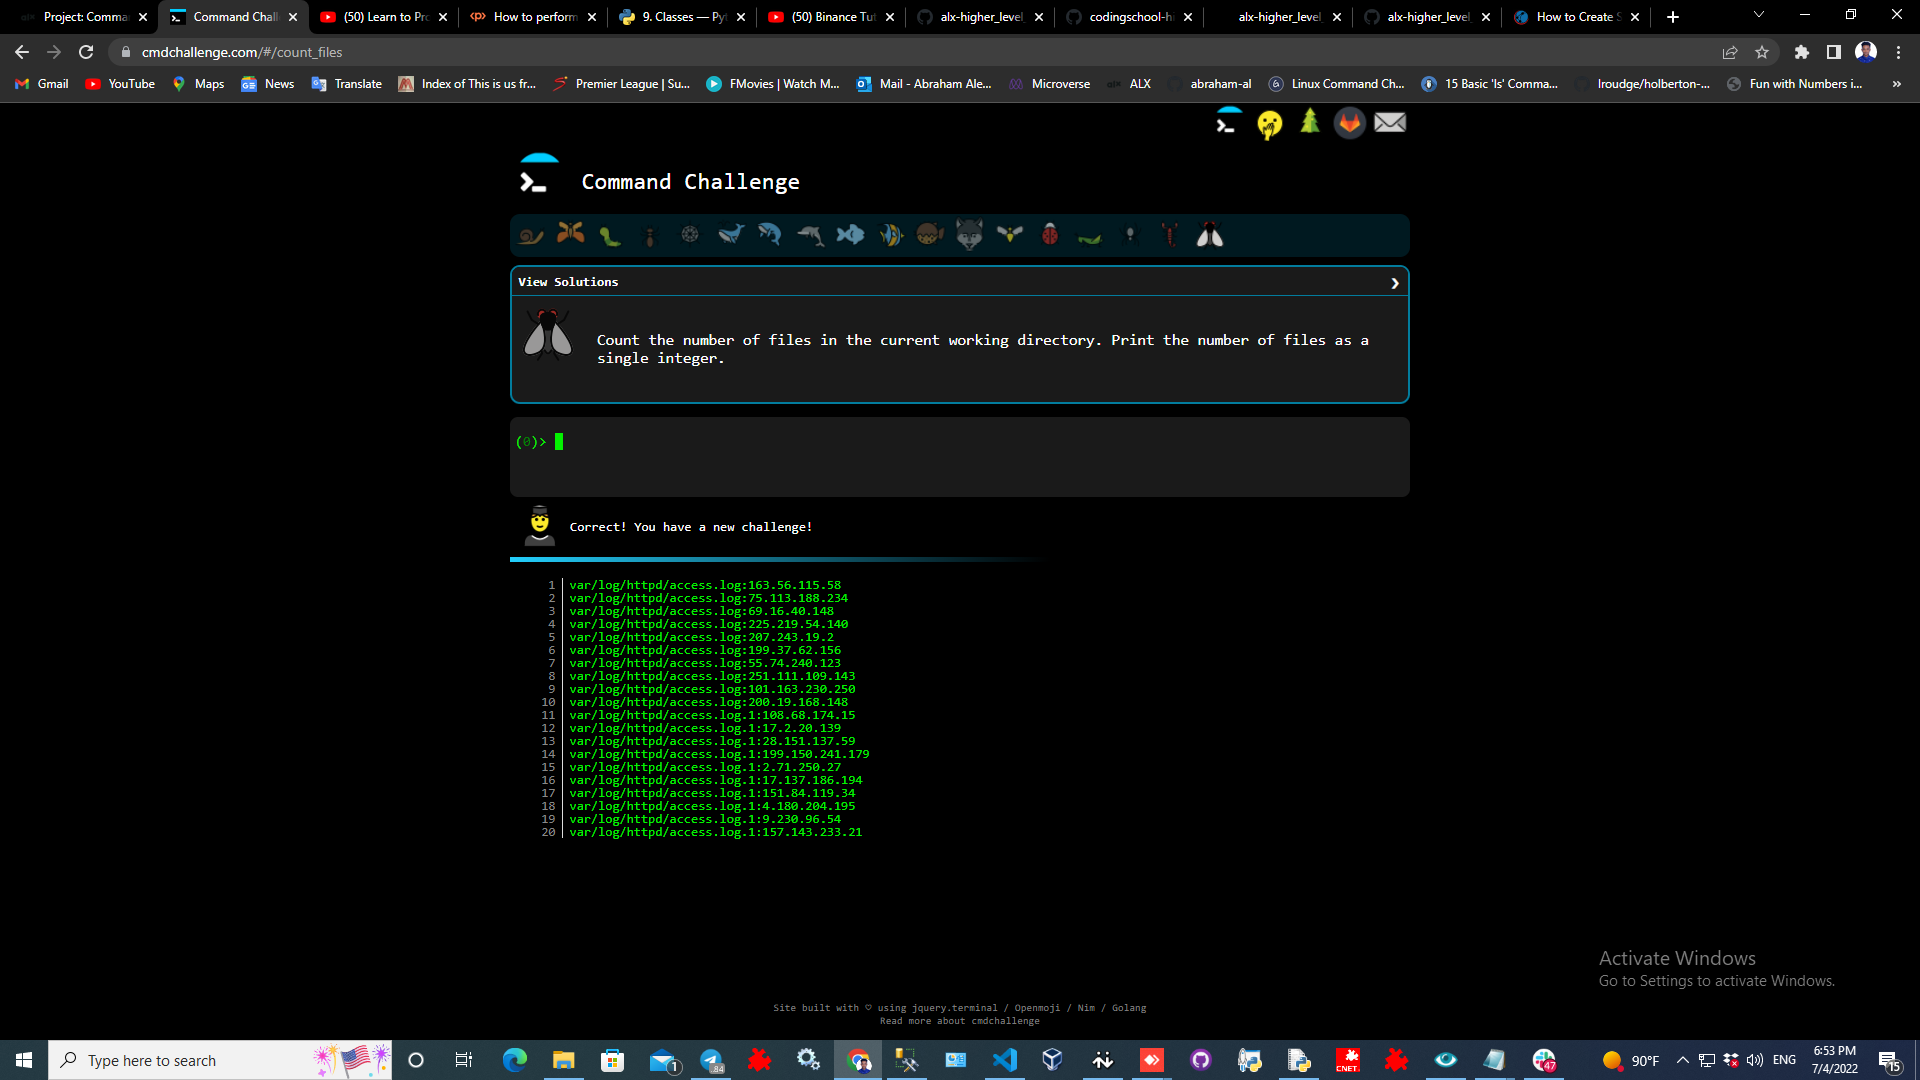 Project: Comma
Command Chall
(50) Learn to Pro
How to perform
9. Classes — Pyt
(50) Binance Tut
alx-higher_level_
codingschool-h
alx-higher_level_
alx-higher_level_
How to Create S
cmdchallenge.com/#/count_files
Gmail
YouTube
Maps
News
Translate
Index of This is us fr...
Premier League | Su...
FMovies | Watch M...
Mail - Abraham Ale...
Microverse
ALX
abraham-al
Linux Command Ch...
15 Basic 'ls' Comma...
lroudge/holberton-...
Fun with Numbers i...
»
Command Challenge
View Solutions
Count the number of files in the current working directory. Print the number of files as a
single integer.
(0)>
Correct! You have a new challenge!
1 var/log/httpd/access.log:163.56.115.58
2 var/log/httpd/access.log:75.113.188.234
3 var/log/httpd/access.log:69.16.40.148
4 var/log/httpd/access.log:225.219.54.140
5 var/log/httpd/access.log:207.243.19.2
6 var/log/httpd/access.log:199.37.62.156
7 var/log/httpd/access.log:55.74.240.123
8 var/log/httpd/access.log:251.111.109.143
9 var/log/httpd/access.log:101.163.230.250
10 var/log/httpd/access.log:200.19.168.148
11 var/log/httpd/access.log.1:108.68.174.15
12 var/log/httpd/access.log.1:17.2.20.139
13 var/log/httpd/access.log.1:28.151.137.59
14 var/log/httpd/access.log.1:199.150.241.179
15 var/log/httpd/access.log.1:2.71.250.27
16 var/log/httpd/access.log.1:17.137.186.194
17 var/log/httpd/access.log.1:151.84.119.34
18 var/log/httpd/access.log.1:4.180.204.195
19 var/log/httpd/access.log.1:9.230.96.54
20 var/log/httpd/access.log.1:157.143.233.21
Activate Windows
Go to Settings to activate Windows.
Site built with ♡ using jquery.terminal / Openmoji / Nim / Golang
Read more about cmdchallenge
Type here to search
1
84
CNET
47
90°F
ENG
6:53 PM
7/4/2022
15